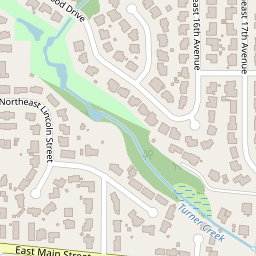 ood Drive
east 16th Avenue
east 17th Avenue
Northeast Lincoln Street
Turner Creek
East Main Street